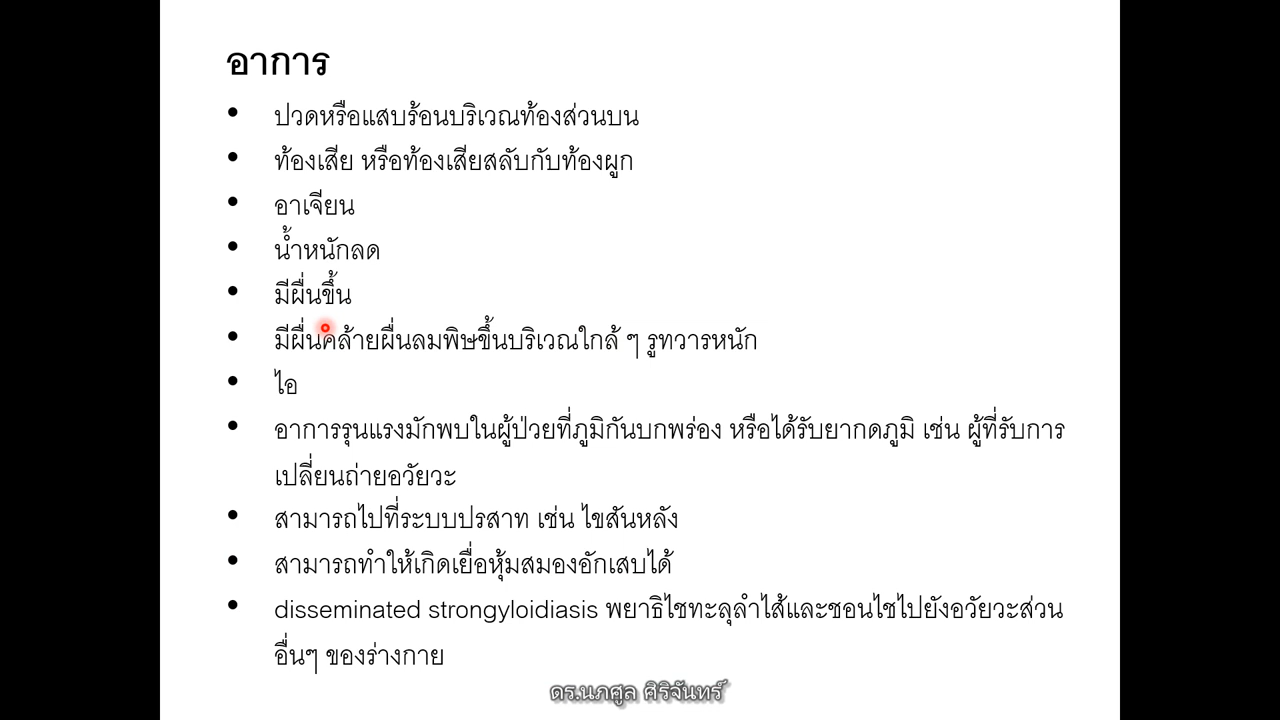 อาการ
• ปวดหรือแสบร้อนบริเวณท้องส่วนบน
• ท้องเสีย หรือท้องเสียสลับกับท้องผูก
• อาเจียน
• น้ำหนักลด
• มีผื่นขึ้น
• มีผื่นคล้ายผื่นลมพิษขึ้นบริเวณใกล้ ๆ รูทวารหนัก
• ไอ
• อาการรุนแรงมักพบในผู้ป่วยที่ภูมิกันบกพร่อง หรือได้รับยากดภูมิ เช่น ผู้ที่รับการ
เปลี่ยนถ่ายอวัยวะ
• สามารถไปที่ระบบปรสาท เช่น ไขสันหลัง
• สามารถทำให้เกิดเยื่อหุ้มสมองอักเสบได้
• disseminated strongyloidiasis พยาธิไชทะลุลำไส้และชอนไชไปยังอวัยวะส่วน
อื่นๆ ของร่างกาย
ดร.นภศูล ศิริจันทร์